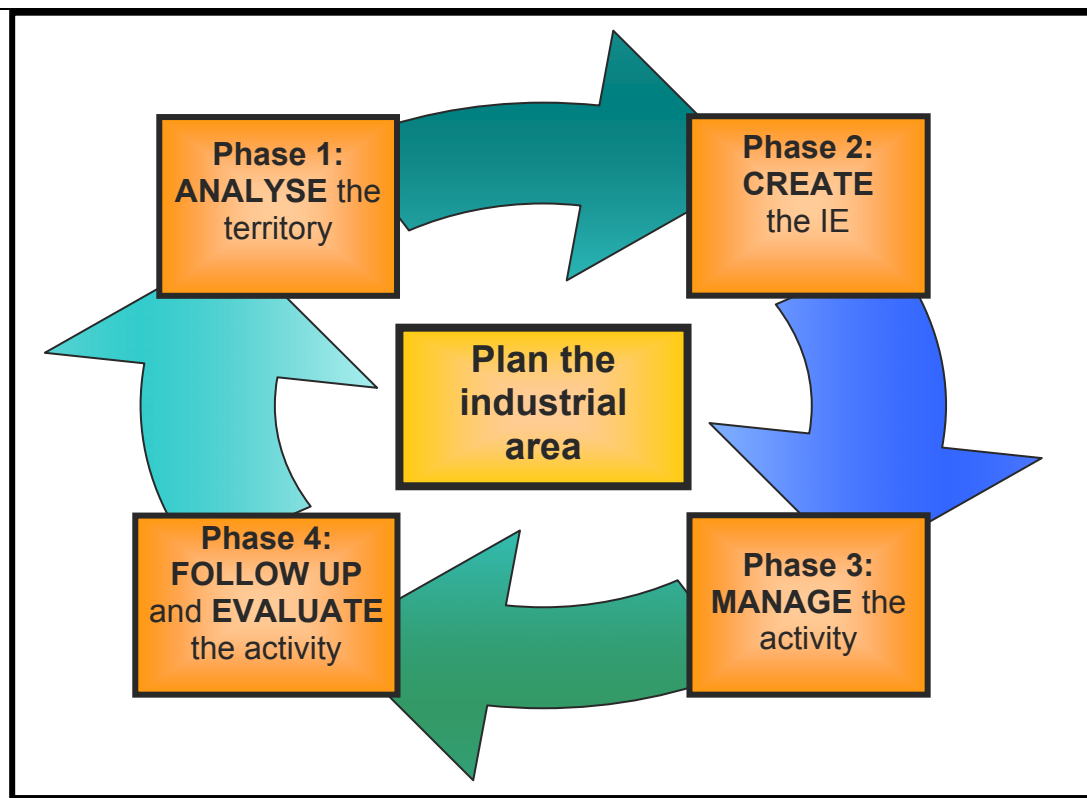 Phase 1:
ANALYSE the
territory
Phase 2:
CREATE
the IE
Plan the
industrial
area
Phase 4:
FOLLOW UP
and EVALUATE
the activity
Phase 3:
MANAGE the
activity